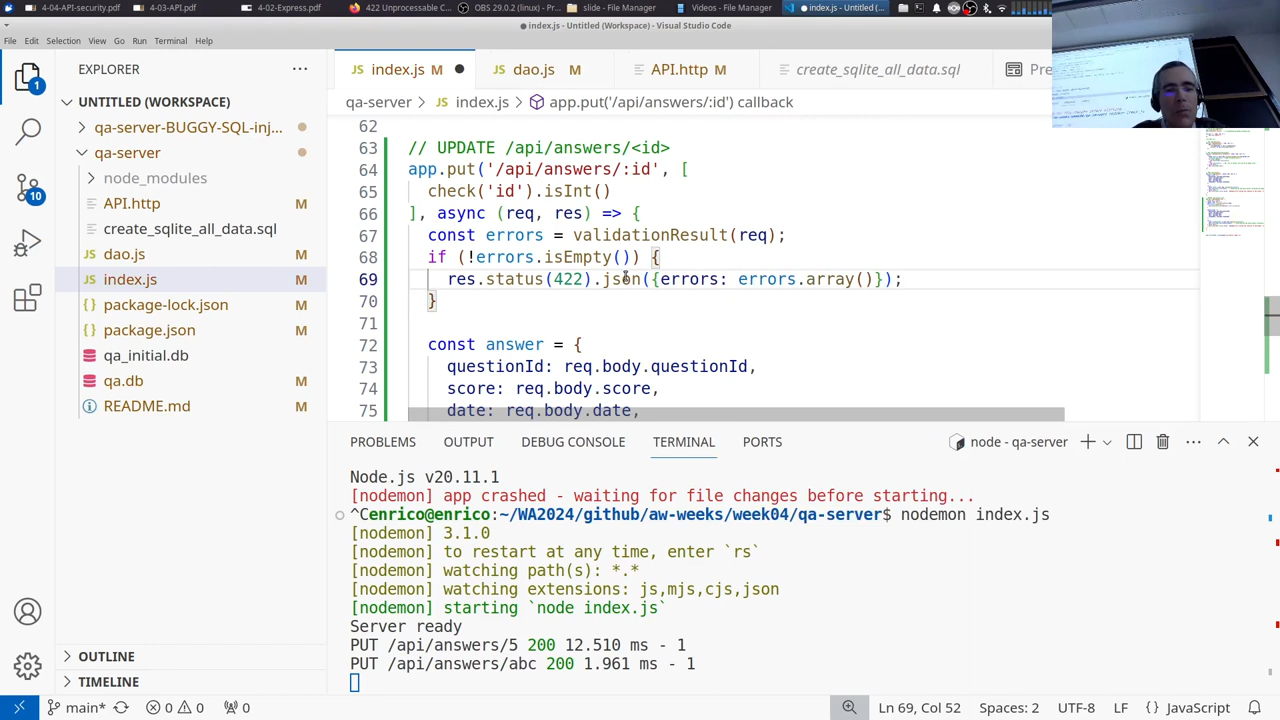 4-04-API-security.pdf
4-03-API.pdf
4-02-Express.pdf
422 Unprocessable C…
OBS 29.0.2 (linux) - …
slide - File Manager
Videos - File Manager
● index.js - Untitled (…
● index.js - Untitled (Workspace) - Visual Studio Code
File Edit Selection View Go Run Terminal Help
EXPLORER
UNTITLED (WORKSPACE)
qa-server-BUGGY-SQL-inj...
qa-server
node_modules
API.http M
create_sqlite_all_data.sql
dao.js M
index.js M
package-lock.json M
package.json M
qa_initial.db
qa.db M
README.md M
OUTLINE
TIMELINE
1
10
JS index.js M ●
JS dao.js M
API.http M
create_sqlite_all_data.sql
Pre
qa-server > JS index.js > app.put('/api/answers/:id') callback
62
63 // UPDATE /api/answers/<id>
64 app.put('/api/answers/:id', [
65 check('id').isInt()
66 ], async (req, res) => {
67 const errors = validationResult(req);
68 if (!errors.isEmpty()) {
69 res.status(422).json({errors: errors.array()});
70 }
71
72 const answer = {
73 questionId: req.body.questionId,
74 score: req.body.score,
75 date: req.body.date,
PROBLEMS OUTPUT DEBUG CONSOLE TERMINAL PORTS
node - qa-server
Node.js v20.11.1
[nodemon] app crashed - waiting for file changes before starting...
^Cenrico@enrico:~/WA2024/github/aw-weeks/week04/qa-server$ nodemon index.js
[nodemon] 3.1.0
[nodemon] to restart at any time, enter `rs`
[nodemon] watching path(s): *.*
[nodemon] watching extensions: js,mjs,cjs,json
[nodemon] starting `node index.js`
Server ready
PUT /api/answers/5 200 12.510 ms - 1
PUT /api/answers/abc 200 1.961 ms - 1
main* 0 0 0
Ln 69, Col 52 Spaces: 2 UTF-8 LF {} JavaScript